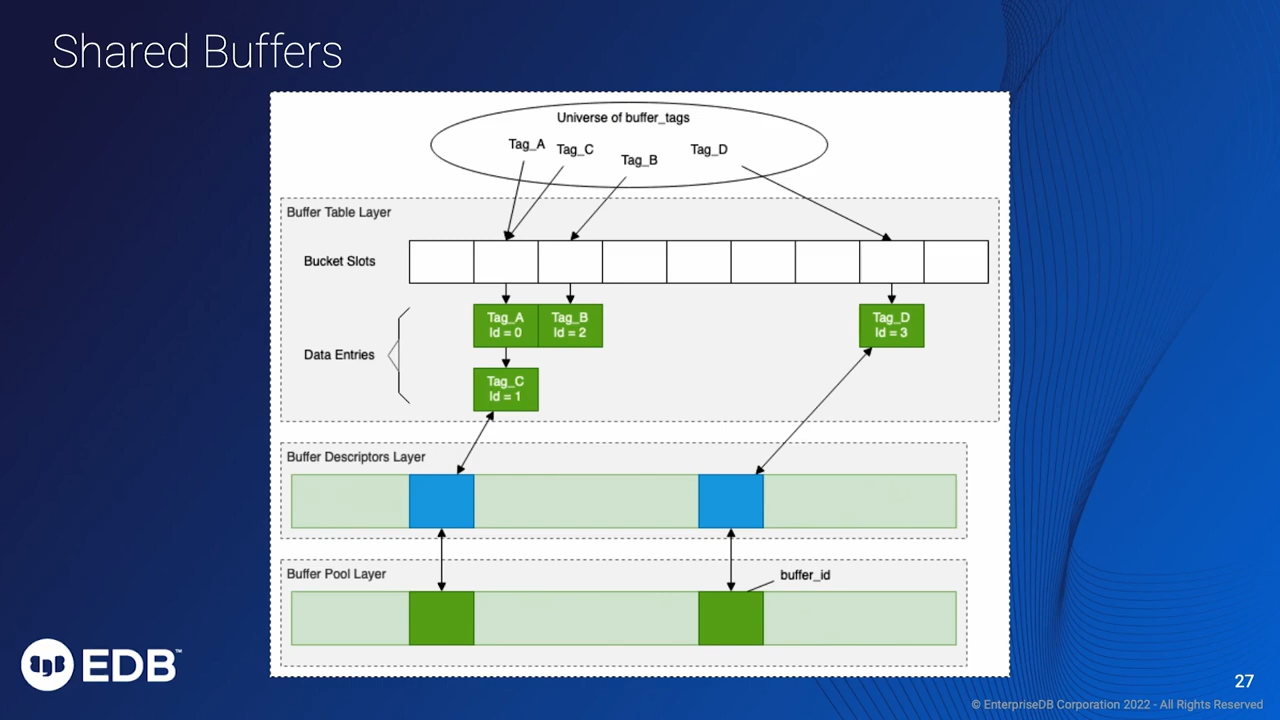 Shared Buffers
Universe of buffer_tags
Tag_A
Tag_C
Tag_B
Tag_D
Buffer Table Layer
Bucket Slots
Data Entries
Tag_A
Id = 0
Tag_B
Id = 2
Tag_D
Id = 3
Tag_C
Id = 1
Buffer Descriptors Layer
Buffer Pool Layer
buffer_id
EDB™
27
© EnterpriseDB Corporation 2022 - All Rights Reserved